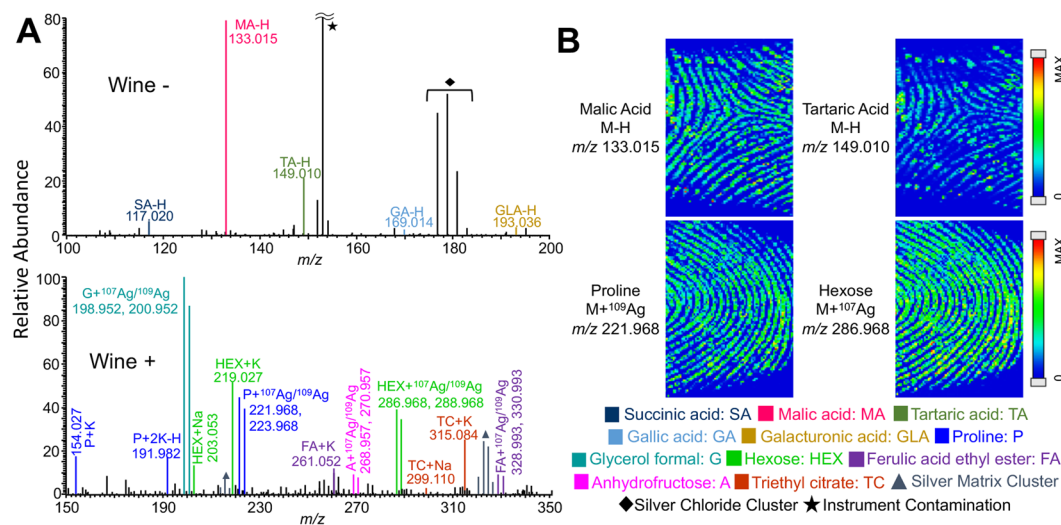 A
Relative Abundance
80
60
40
20
0
Wine -
MA-H
133.015
★
◆
TA-H
149.010
SA-H
117.020
GA-H
169.014
GLA-H
193.036
100 120 140 160 180 200
m/z
100
80
60
40
20
0
G+107Ag/109Ag
198.952, 200.952
Wine +
HEX+K
219.027
P+107Ag/109Ag
221.968,
223.968
154.027
P+K
P+2K-H
191.982
HEX+Na
203.053
▲
FA+K
261.052
A+107Ag/109Ag
268.957, 270.957
HEX+107Ag/109Ag
286.968, 288.968
TC+K
315.084
TC+Na
299.110
▲
FA+107Ag/109Ag
328.993, 330.993
150 190 230 270 310 350
m/z
B
Malic Acid
M-H
m/z 133.015
Tartaric Acid
M-H
m/z 149.010
MAX
0
Proline
M+109Ag
m/z 221.968
Hexose
M+107Ag
m/z 286.968
MAX
0
Succinic acid: SA Malic acid: MA Tartaric acid: TA
Gallic acid: GA Galacturonic acid: GLA Proline: P
Glycerol formal: G Hexose: HEX Ferulic acid ethyl ester: FA
Anhydrofructose: A Triethyl citrate: TC ▲ Silver Matrix Cluster
◆Silver Chloride Cluster ★Instrument Contamination